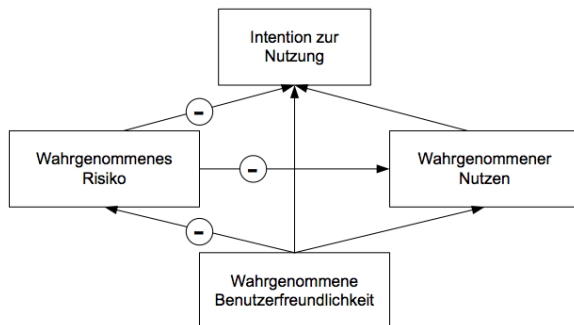 Intention zur
Nutzung
-
Wahrgenommenes
Risiko
-
Wahrgenommener
Nutzen
-
Wahrgenommene
Benutzerfreundlichkeit